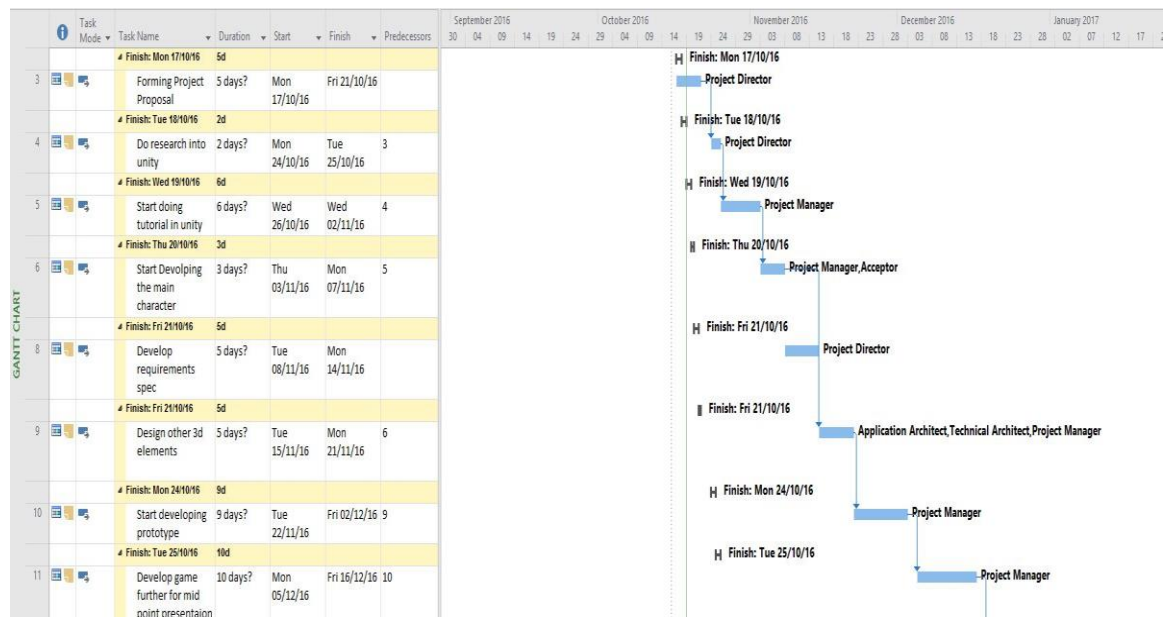 September 2016 October 2016 November 2016 December 2016 January 2017
Task Mode Task Name Duration Start Finish Predecessors
30 04 09 14 19 24 29 04 09 14 19 24 29 03 08 13 18 23 28 03 08 13 18 23 28 02 07 12 17
GANTT CHART
Finish: Mon 17/10/16 5d
Finish: Mon 17/10/16
3 Forming Project Proposal 5 days? Mon 17/10/16 Fri 21/10/16
Project Director
Finish: Tue 18/10/16 2d
Finish: Tue 18/10/16
4 Do research into unity 2 days? Mon 24/10/16 Tue 25/10/16 3
Project Director
Finish: Wed 19/10/16 6d
Finish: Wed 19/10/16
5 Start doing tutorial in unity 6 days? Wed 26/10/16 Wed 02/11/16 4
Project Manager
Finish: Thu 20/10/16 3d
Finish: Thu 20/10/16
6 Start Devolping the main character 3 days? Thu 03/11/16 Mon 07/11/16 5
Project Manager,Acceptor
Finish: Fri 21/10/16 5d
Finish: Fri 21/10/16
8 Develop requirements spec 5 days? Tue 08/11/16 Mon 14/11/16
Project Director
Finish: Fri 21/10/16 5d
Finish: Fri 21/10/16
9 Design other 3d elements 5 days? Tue 15/11/16 Mon 21/11/16 6
Application Architect,Technical Architect,Project Manager
Finish: Mon 24/10/16 9d
Finish: Mon 24/10/16
10 Start developing prototype 9 days? Tue 22/11/16 Fri 02/12/16 9
Project Manager
Finish: Tue 25/10/16 10d
Finish: Tue 25/10/16
11 Develop game further for mid point presentaion 10 days? Mon 05/12/16 Fri 16/12/16 10
Project Manager